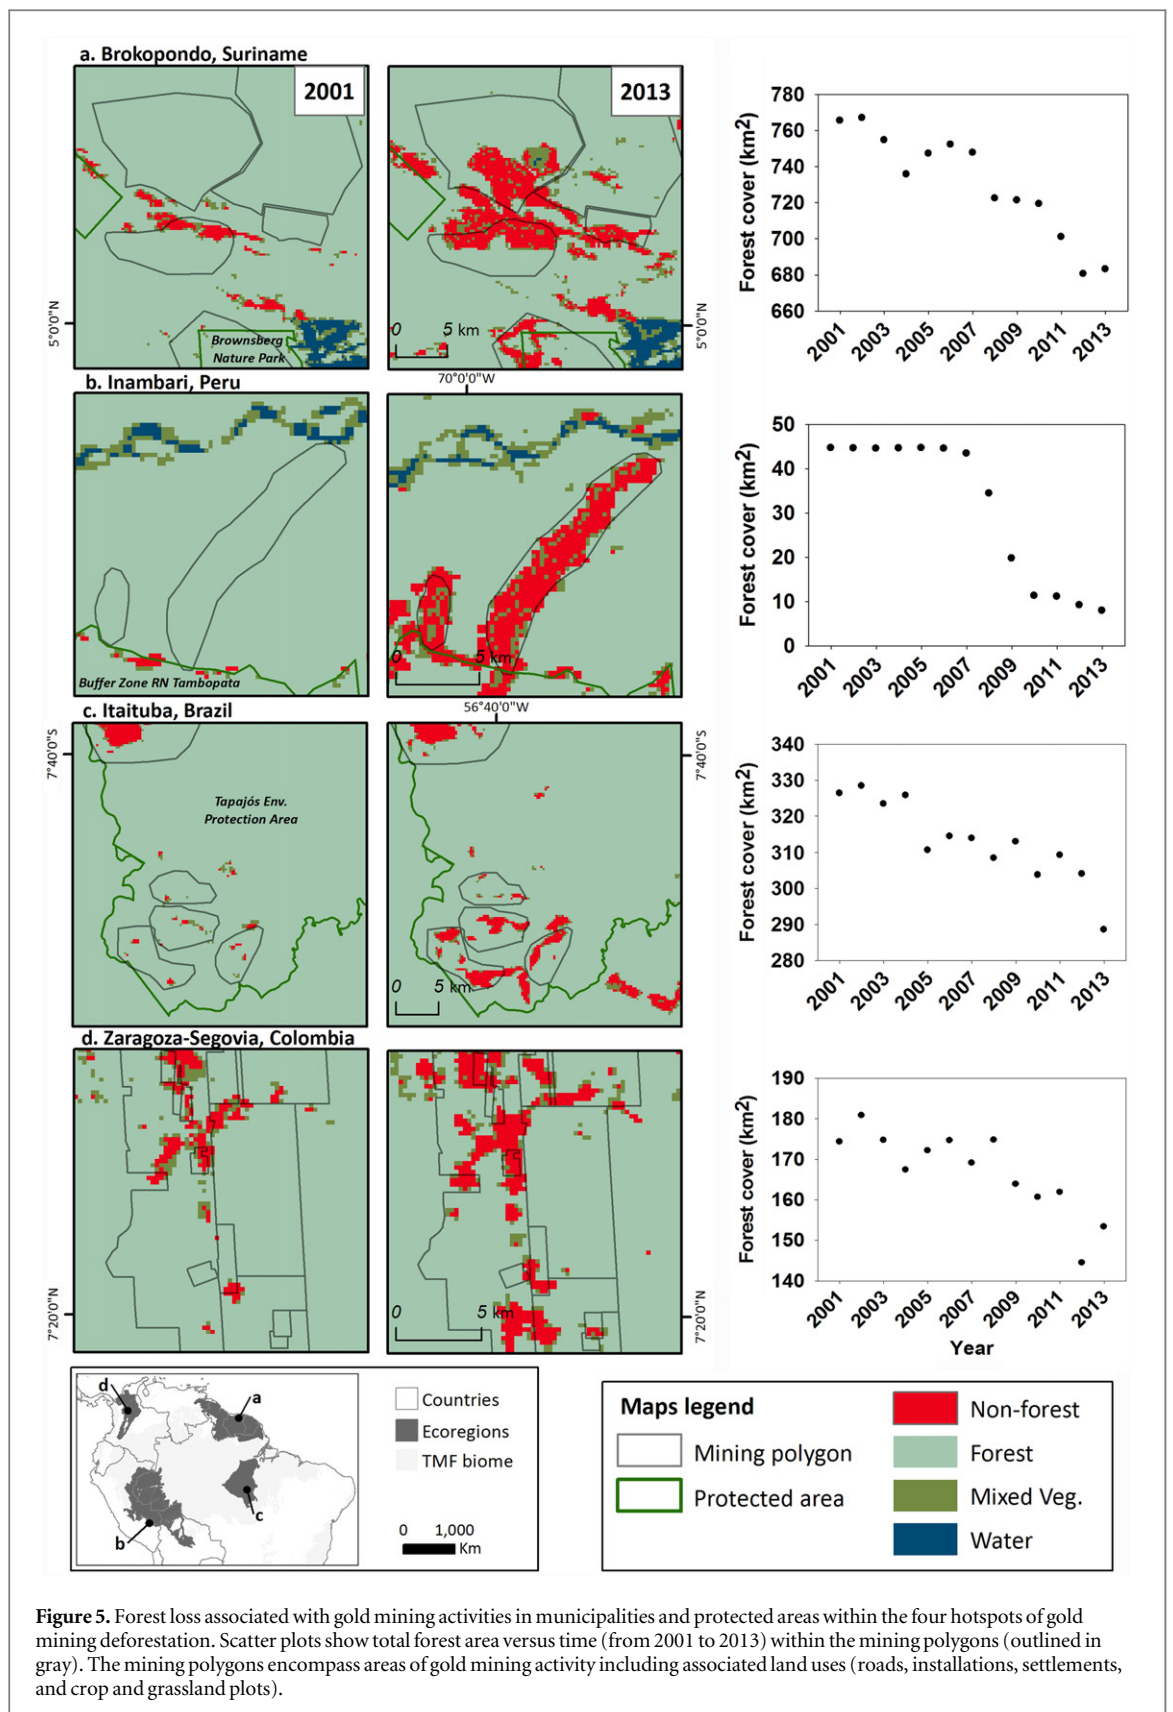 a. Brokopondo, Suriname
2001
2013
Brownsberg
Nature Park
0 5 km
5°0'0"N
5°0'0"N
70°0'0"W
Forest cover (km2)
780
760
740
720
700
680
660
2001 2003 2005 2007 2009 2011 2013
b. Inambari, Peru
Buffer Zone RN Tambopata
0 5 km
56°40'0"W
Forest cover (km2)
50
40
30
20
10
0
2001 2003 2005 2007 2009 2011 2013
c. Itaituba, Brazil
7°40'0"S
7°40'0"S
Tapajós Env.
Protection Area
0 5 km
Forest cover (km2)
340
330
320
310
300
290
280
2001 2003 2005 2007 2009 2011 2013
d. Zaragoza-Segovia, Colombia
7°20'0"N
7°20'0"N
0 5 km
Forest cover (km2)
190
180
170
160
150
140
2001 2003 2005 2007 2009 2011 2013
Year
d
a
b
c
Countries
Ecoregions
TMF biome
0 1,000
Km
Maps legend
Mining polygon
Protected area
Non-forest
Forest
Mixed Veg.
Water
Figure 5. Forest loss associated with gold mining activities in municipalities and protected areas within the four hotspots of gold
mining deforestation. Scatter plots show total forest area versus time (from 2001 to 2013) within the mining polygons (outlined in
gray). The mining polygons encompass areas of gold mining activity including associated land uses (roads, installations, settlements,
and crop and grassland plots).